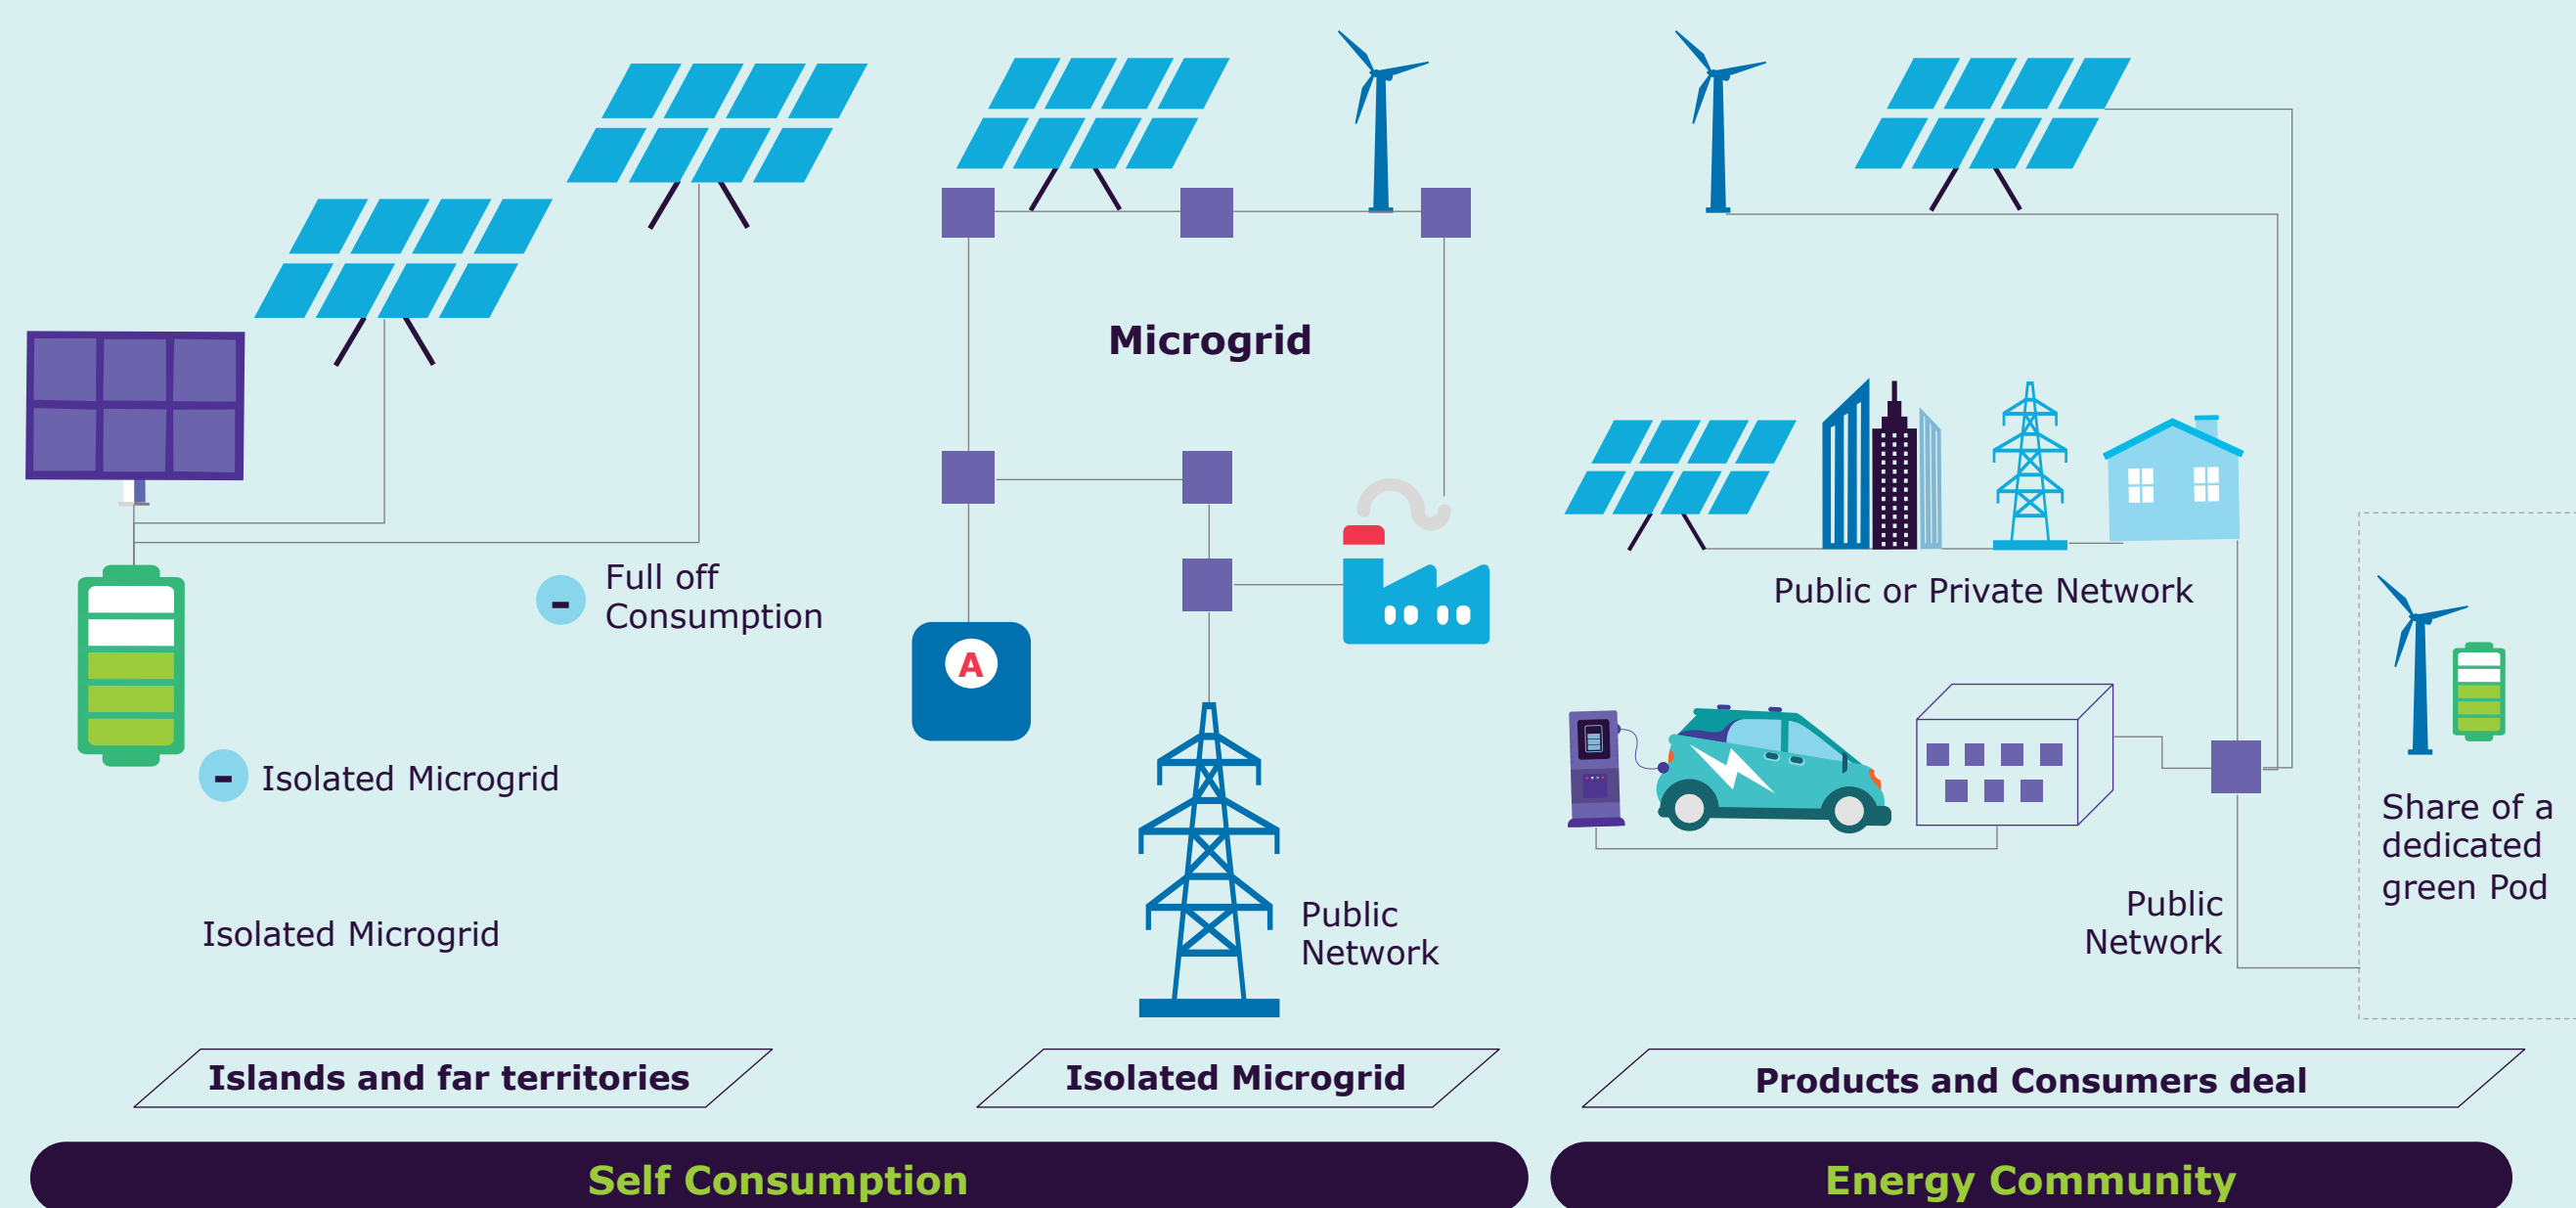 Microgrid
-
Full off
Consumption
A
-
Isolated Microgrid
Isolated Microgrid
Public
Network
Public or Private Network
Share of a
dedicated
green Pod
Public
Network
Islands and far territories
Isolated Microgrid
Products and Consumers deal
Self Consumption
Energy Community